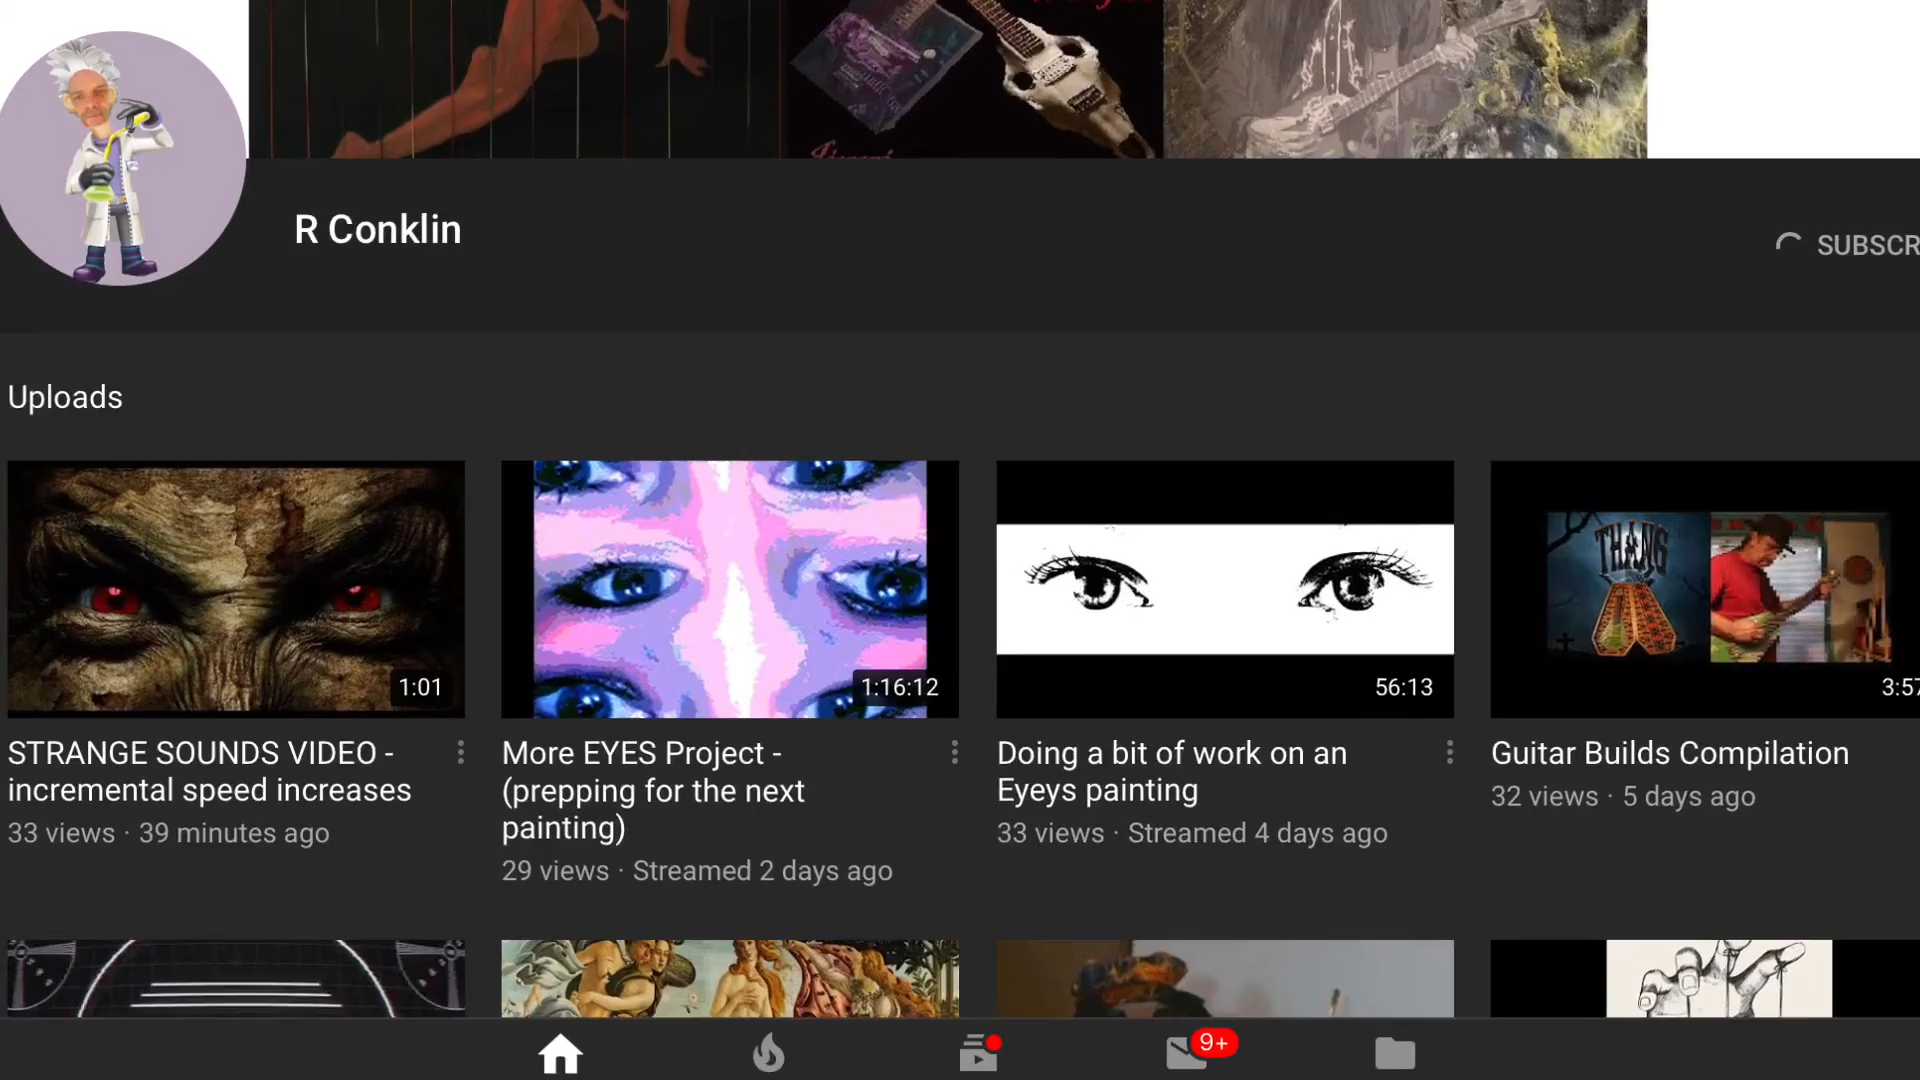 R Conklin
SUBSCR
Uploads
THANG
1:01
1:16:12
56:13
3:57
STRANGE SOUNDS VIDEO -
incremental speed increases
33 views · 39 minutes ago
More EYES Project -
(prepping for the next
painting)
29 views · Streamed 2 days ago
Doing a bit of work on an
Eyeys painting
33 views · Streamed 4 days ago
Guitar Builds Compilation
32 views · 5 days ago
9+